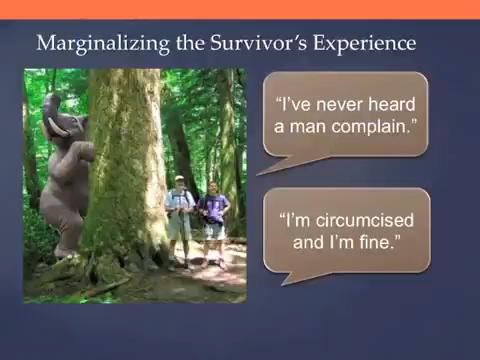 Marginalizing the Survivor’s Experience
“I’ve never heard
a man complain.”
“I’m circumcised
and I’m fine.”